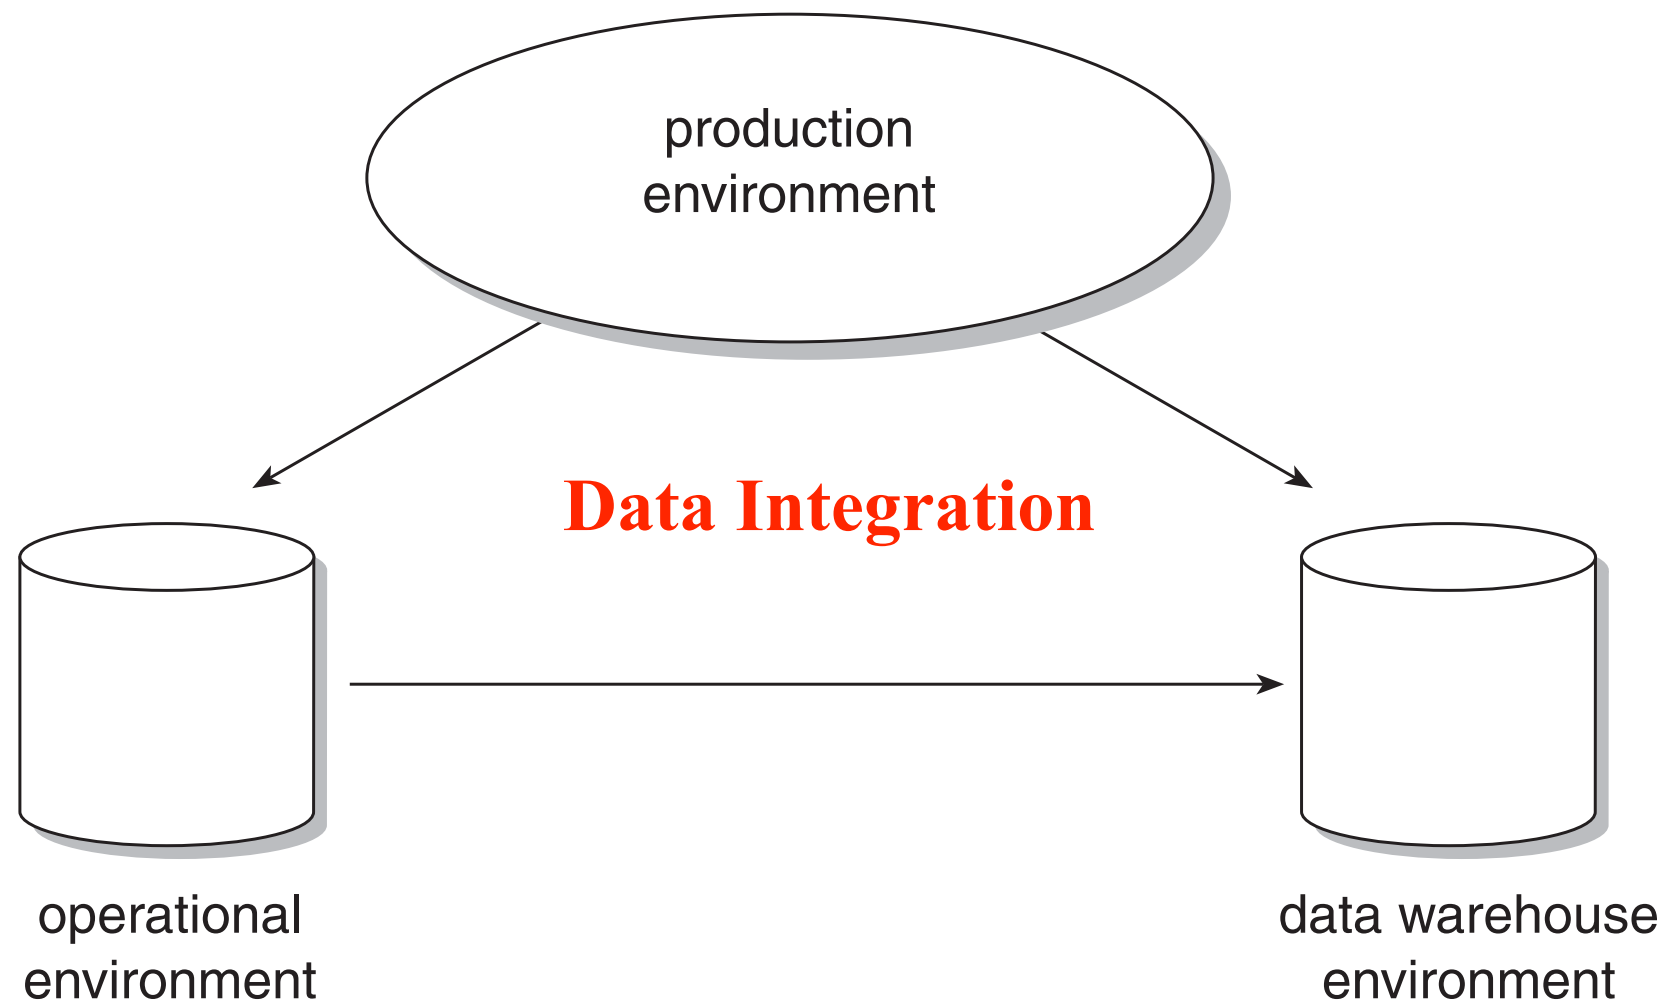 production
environment
Data Integration
operational
environment
data warehouse
environment